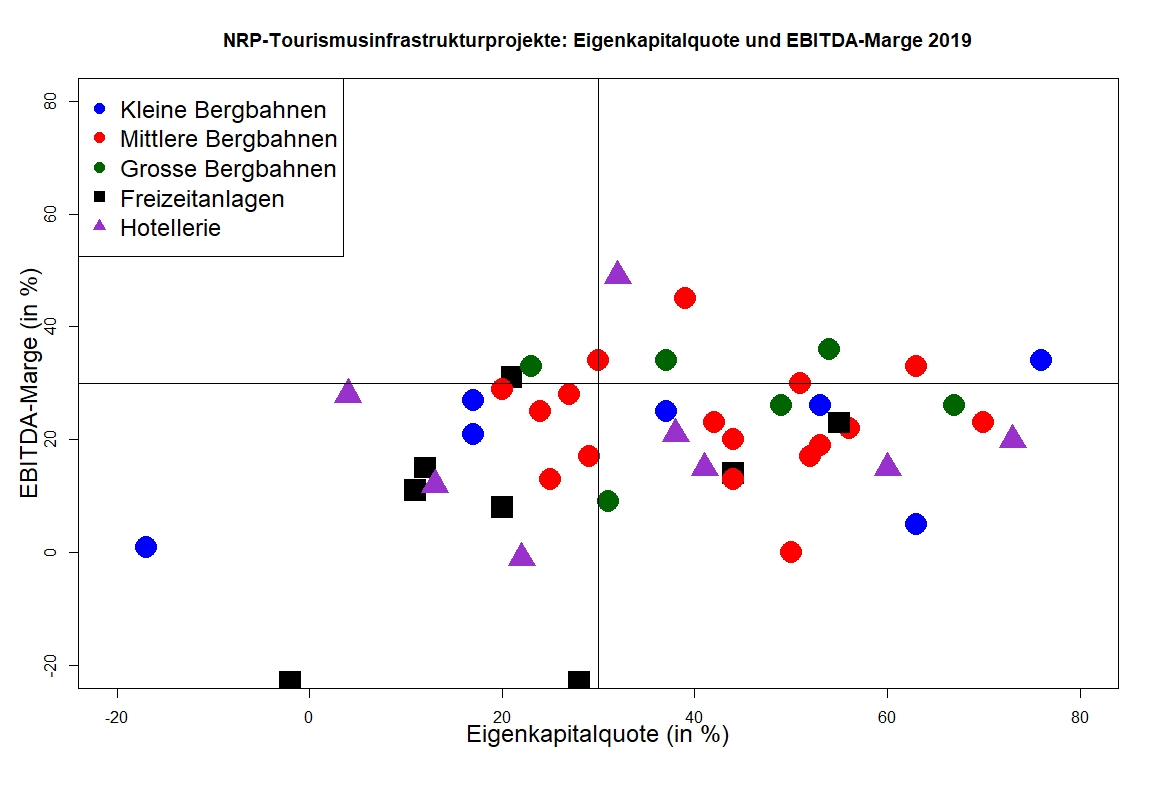 NRP-Tourismusinfrastrukturprojekte: Eigenkapitalquote und EBITDA-Marge 2019
Kleine Bergbahnen
Mittlere Bergbahnen
Grosse Bergbahnen
Freizeitanlagen
Hotellerie
EBITDA-Marge (in %)
80
60
40
20
0
-20
-20 0 20 40 60 80
Eigenkapitalquote (in %)